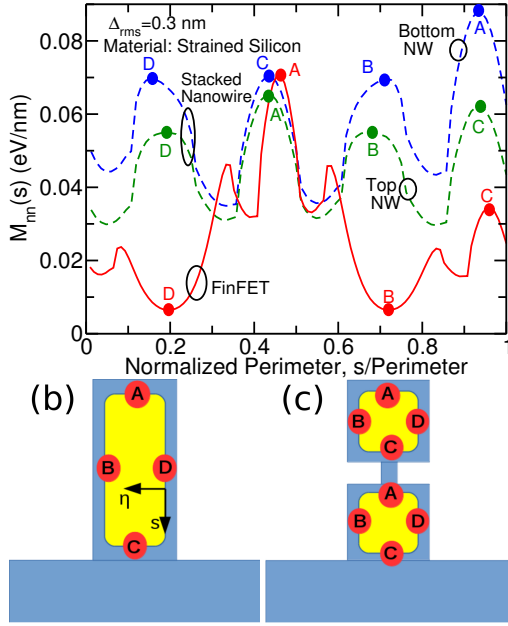 Δrms=0.3 nm
Material: Strained Silicon
Bottom
NW
A
D
Stacked
Nanowire
C
A
B
A
D
B
C
Top
NW
C
D
FinFET
B
0.08
0.06
0.04
0.02
0
Mnn(s) (eV/nm)
0 0.2 0.4 0.6 0.8 1
Normalized Perimeter, s/Perimeter
(b)
A
B
D
η
s
C
(c)
A
B
D
C
A
B
D
C